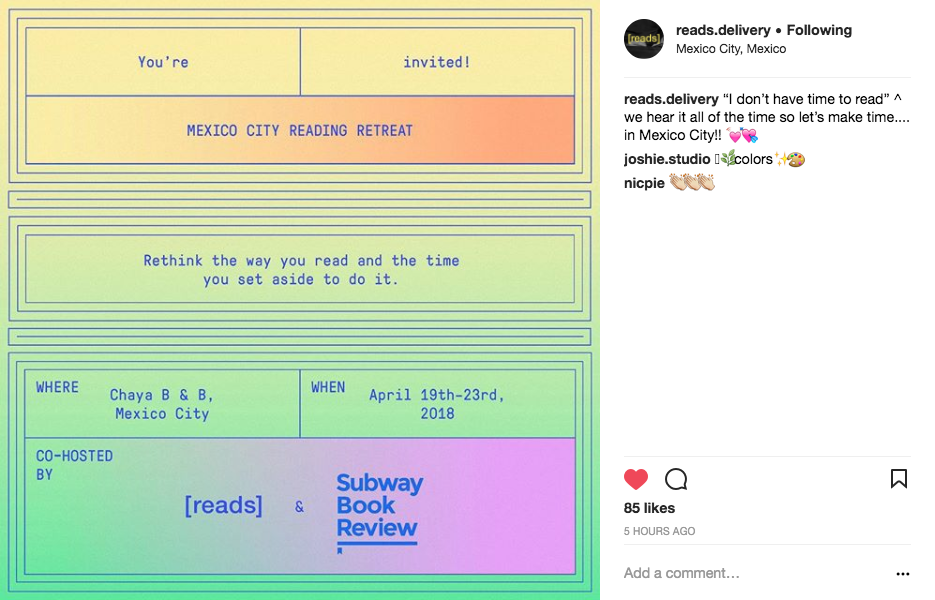 You're
invited!
MEXICO CITY READING RETREAT
Rethink the way you read and the time
you set aside to do it.
WHERE
Chaya B & B,
Mexico City
WHEN
April 19th-23rd,
2018
CO-HOSTED
BY
[reads]
&
Subway
Book
Review
[reads]
reads.delivery • Following
Mexico City, Mexico
reads.delivery “I don’t have time to read” ^
we hear it all of the time so let’s make time....
in Mexico City!! 💓💘
joshie.studio 🌿colors✨🎨
nicpie 👏🏼👏🏼👏🏼
85 likes
5 HOURS AGO
Add a comment...